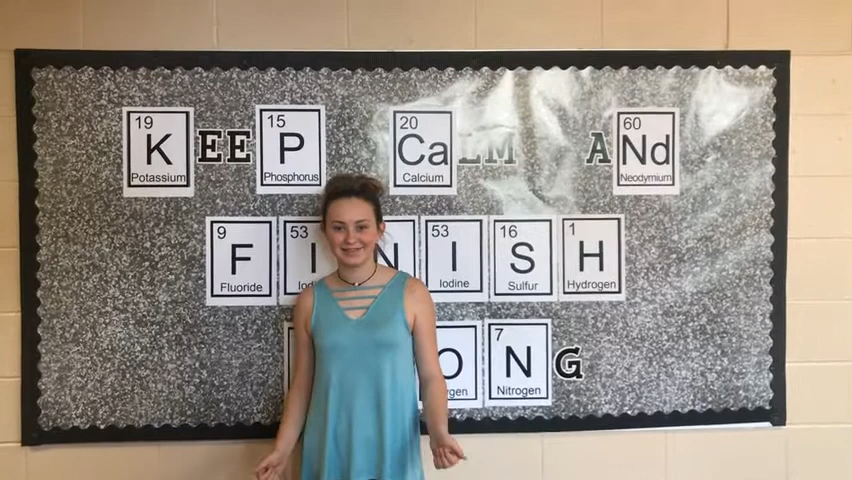 19 15 20 60
K EEP P Ca LM A Nd
Potassium Phosphorus Calcium Neodymium
9 53 53 16 1
F I N I S H
Fluoride Iodine Sulfur Hydrogen
7
O N G
Nitrogen